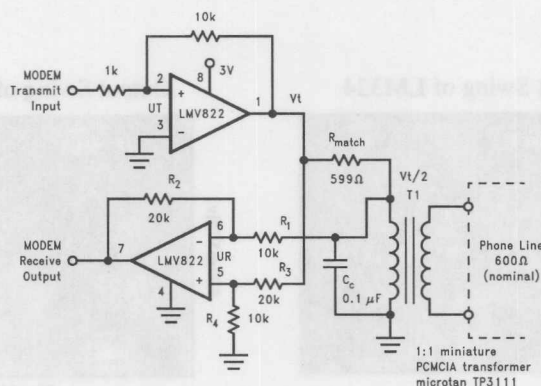 t Swing of LM324
10k
MODEM
Transmit
Input
1k
3V
8
2
+
UT
LMV822
1
Vt
3
−
Rmatch
599Ω
Vt/2
T1
R2
20k
MODEM
Receive
Output
7
6
−
LMV822
UR
5
+
4
R1
10k
R3
20k
R4
10k
Cc
0.1 µF
Phone Line
600Ω
(nominal)
1:1 miniature
PCMCIA transformer
microtan TP3111